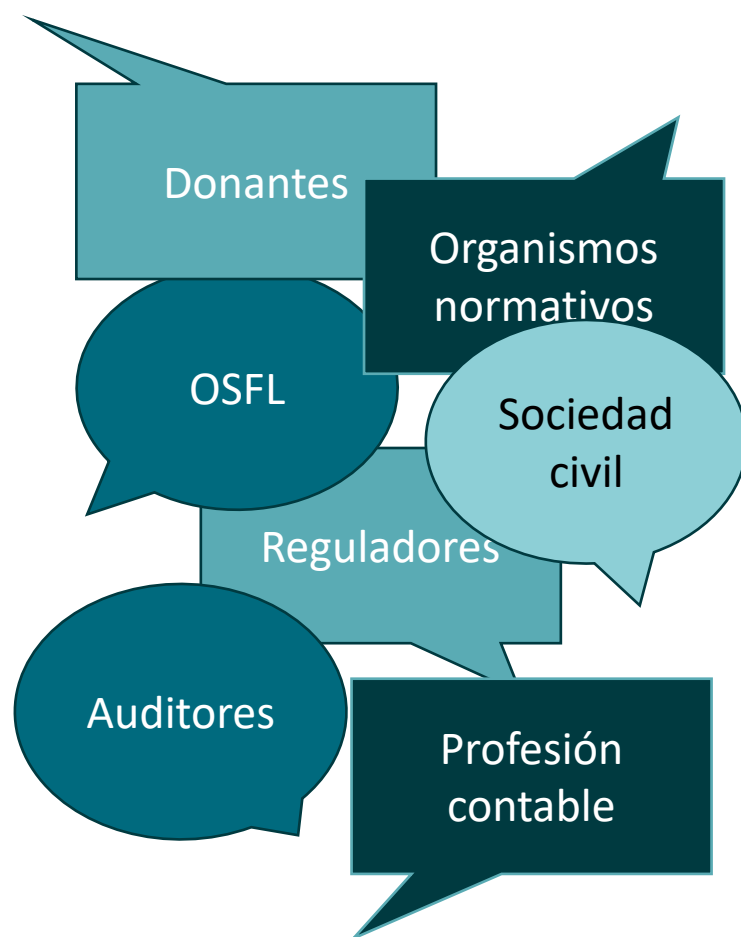 Donantes
Organismos
normativos
OSFL
Sociedad
civil
Reguladores
Auditores
Profesión
contable